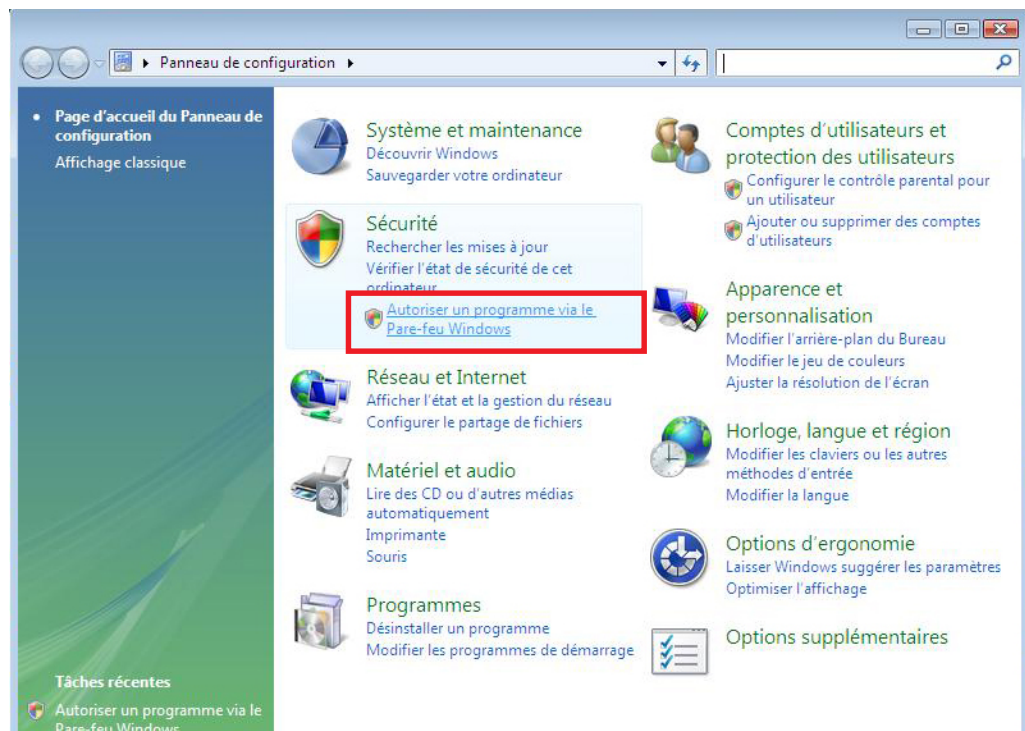 Panneau de configuration
Page d'accueil du Panneau de
configuration
Affichage classique
Système et maintenance
Découvrir Windows
Sauvegarder votre ordinateur
Sécurité
Rechercher les mises à jour
Vérifier l'état de sécurité de cet
ordinateur
Autoriser un programme via le
Pare-feu Windows
Réseau et Internet
Afficher l'état et la gestion du réseau
Configurer le partage de fichiers
Matériel et audio
Lire des CD ou d'autres médias
automatiquement
Imprimante
Souris
Programmes
Désinstaller un programme
Modifier les programmes de démarrage
Comptes d'utilisateurs et
protection des utilisateurs
Configurer le contrôle parental pour
un utilisateur
Ajouter ou supprimer des comptes
d'utilisateurs
Apparence et
personnalisation
Modifier l'arrière-plan du Bureau
Modifier le jeu de couleurs
Ajuster la résolution de l'écran
Horloge, langue et région
Modifier les claviers ou les autres
méthodes d'entrée
Modifier la langue
Options d'ergonomie
Laisser Windows suggérer les paramètres
Optimiser l'affichage
Options supplémentaires
Tâches récentes
Autoriser un programme via le
Pare-feu Windows